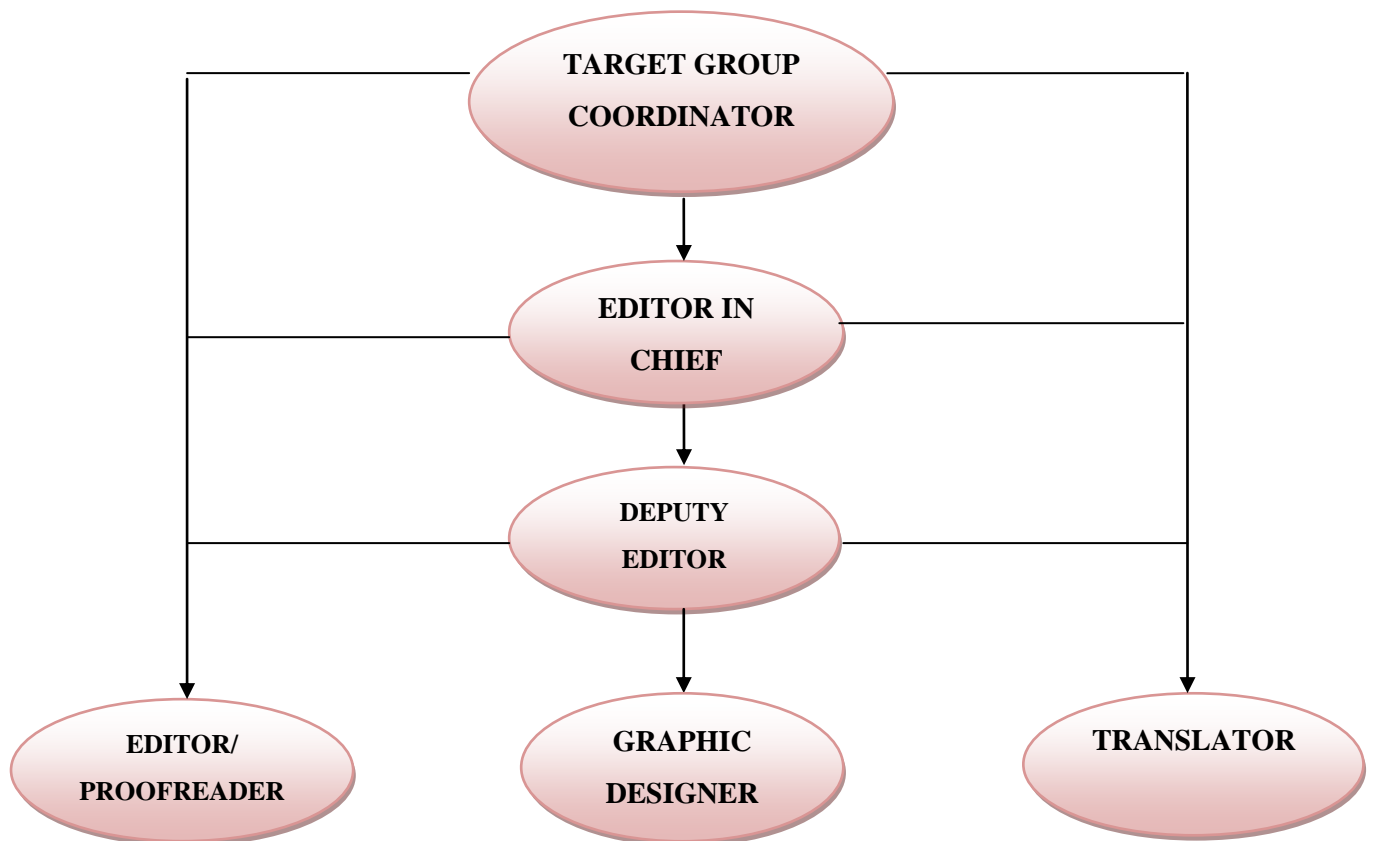 TARGET GROUP
COORDINATOR
EDITOR IN
CHIEF
DEPUTY
EDITOR
EDITOR/
PROOFREADER
GRAPHIC
DESIGNER
TRANSLATOR